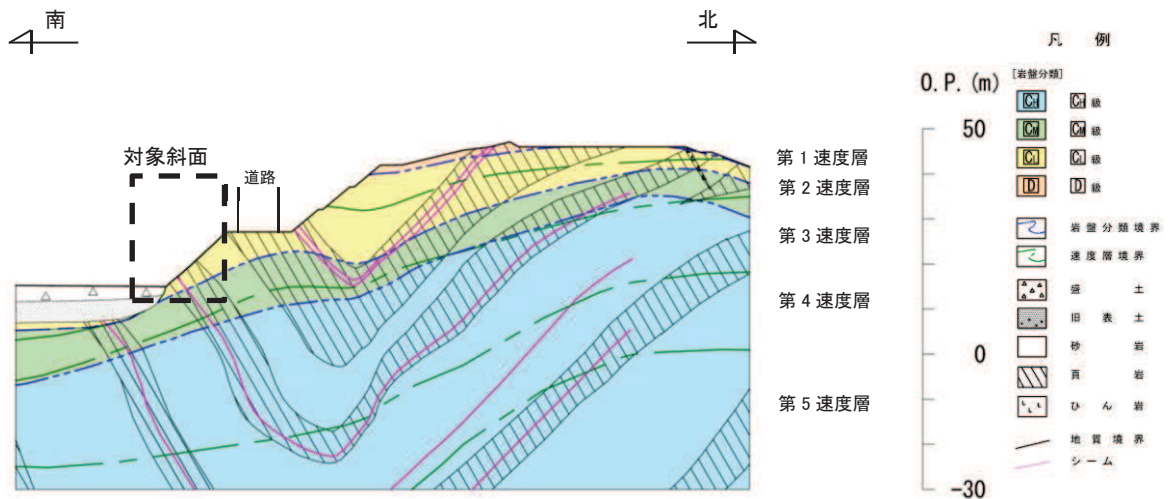 南
北
対象斜面
道路
第1速度層
第2速度層
第3速度層
第4速度層
第5速度層
O.P.(m)
50
0
-30
凡 例
[岩盤分類]
CH CH 級
CM CM 級
CL CL 級
D D 級
岩盤分類境界
速度層境界
盛 土
旧 表 土
砂 岩
頁 岩
ひ ん 岩
地質境界
シーム